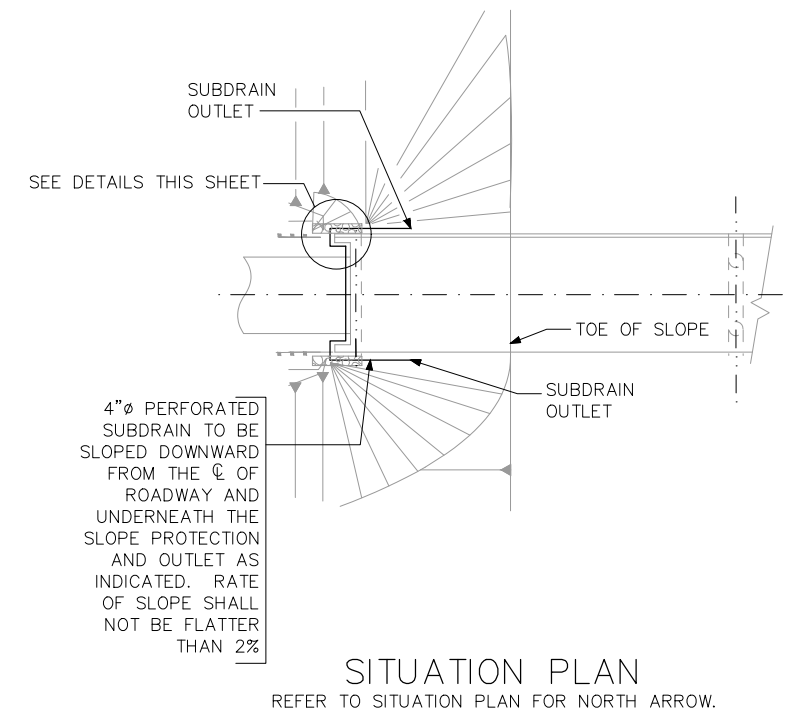 SUBDRAIN
OUTLET
SEE DETAILS THIS SHEET
TOE OF SLOPE
SUBDRAIN
OUTLET
4"ø PERFORATED
SUBDRAIN TO BE
SLOPED DOWNWARD
FROM THE ℄ OF
ROADWAY AND
UNDERNEATH THE
SLOPE PROTECTION
AND OUTLET AS
INDICATED. RATE
OF SLOPE SHALL
NOT BE FLATTER
THAN 2%
SITUATION PLAN
REFER TO SITUATION PLAN FOR NORTH ARROW.